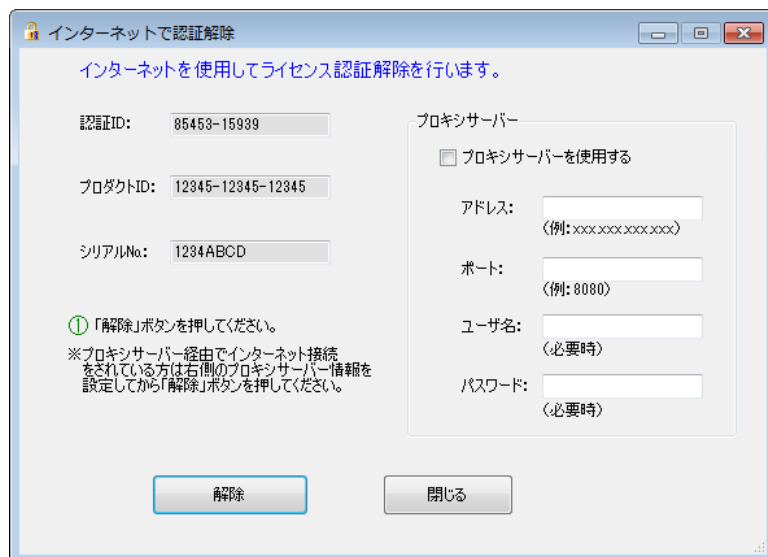 インターネットで認証解除
インターネットを使用してライセンス認証解除を行います。
認証ID:
85453-15939
プロダクトID:
12345-12345-12345
シリアルNo:
1234ABCD
①「解除」ボタンを押してください。
※プロキシサーバー経由でインターネット接続
をされている方は右側のプロキシサーバー情報を
設定してから「解除」ボタンを押してください。
プロキシサーバー
プロキシサーバーを使用する
アドレス:
(例:xxx.xxx.xxx.xxx)
ポート:
(例:8080)
ユーザ名:
(必要時)
パスワード:
(必要時)
解除
閉じる